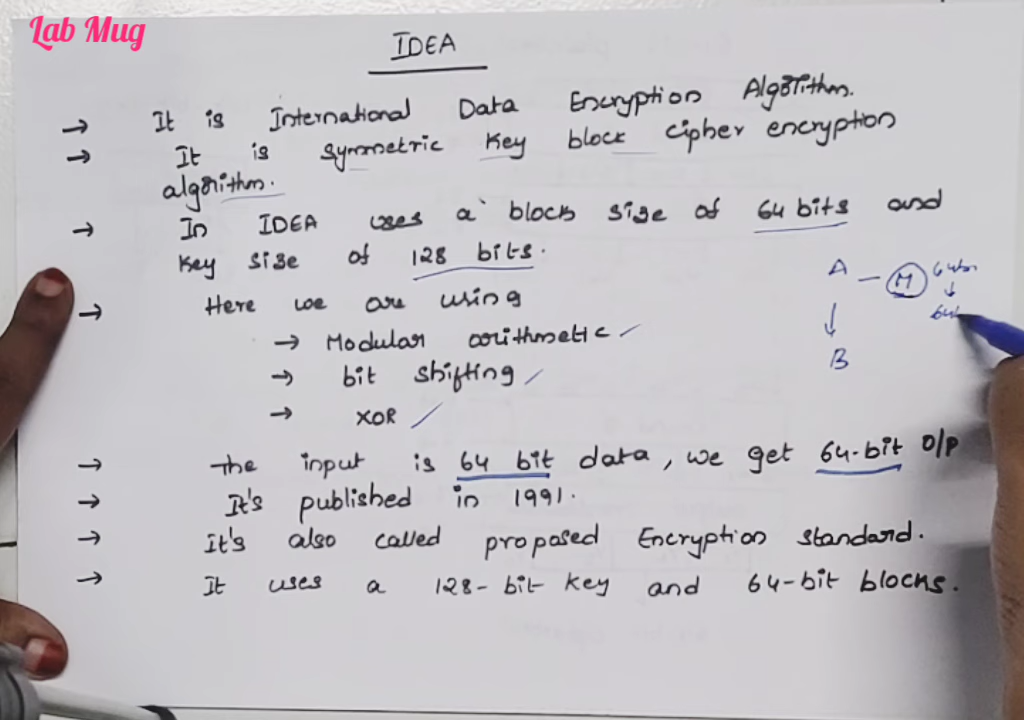 Lab Mug
IDEA
→ It is International Data Encryption Algorithm.
→ It is symmetric key block cipher encryption
algorithm.
→ In IDEA uses a block size of 64 bits and
key size of 128 bits.
→ Here we are using
→ Modular arithmetic
→ bit shifting
→ XOR
A — M
↓
B
→ The input is 64 bit data, we get 64-bit O/P
→ It's published in 1991.
→ It's also called proposed Encryption standard.
→ It uses a 128-bit key and 64-bit blocks.